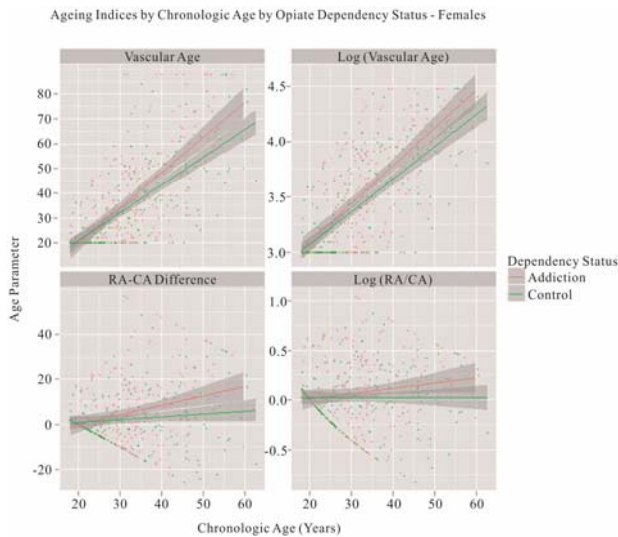 Ageing Indices by Chronologic Age by Opiate Dependency Status - Females
Vascular Age
Log (Vascular Age)
80
70
60
50
40
30
20
4.5
4.0
3.5
3.0
Age Parameter
RA-CA Difference
Log (RA/CA)
40
20
0
-20
1.0
0.5
0.0
-0.5
20 30 40 50 60
20 30 40 50 60
Chronologic Age (Years)
Dependency Status
Addiction
Control